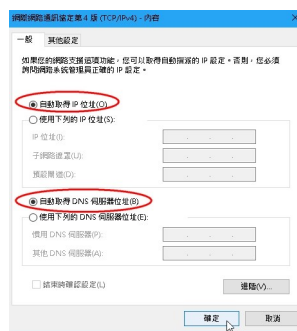 網際網路通訊協定第 4 版 (TCP/IPv4) - 內容
一般 其他設定
如果您的網路支援這項功能，您可以取得自動指派的 IP 設定。否則，您必須
詢問網路系統管理員正確的 IP 設定。
自動取得 IP 位址(O)
使用下列的 IP 位址(S):
IP 位址(I):
子網路遮罩(U):
預設閘道(D):
自動取得 DNS 伺服器位址(B)
使用下列的 DNS 伺服器位址(E):
慣用 DNS 伺服器(P):
其他 DNS 伺服器(A):
結束時確認設定(L)
進階(V)...
確定 取消